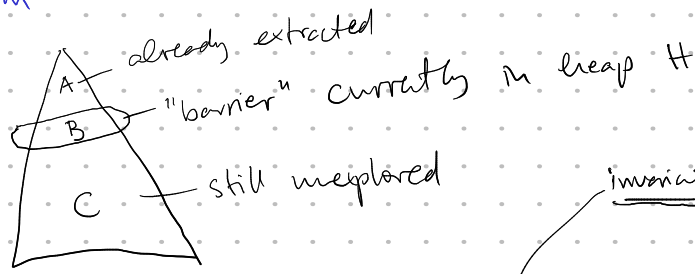 A already extracted
B "barrier" currently in heap H
C still unexplored